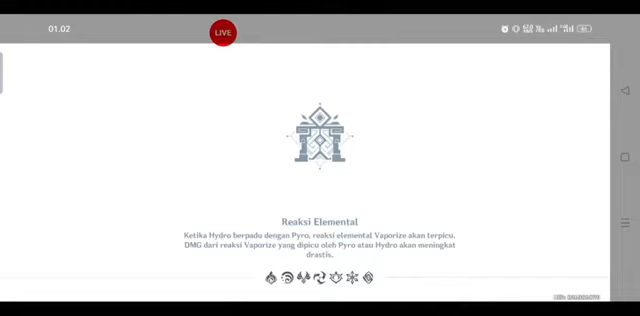 01.02
LIVE
Reaksi Elemental
Ketika Hydro berpadu dengan Pyro, reaksi elemental Vaporize akan terpicu.
DMG dari reaksi Vaporize yang dipicu oleh Pyro atau Hydro akan meningkat
drastis.